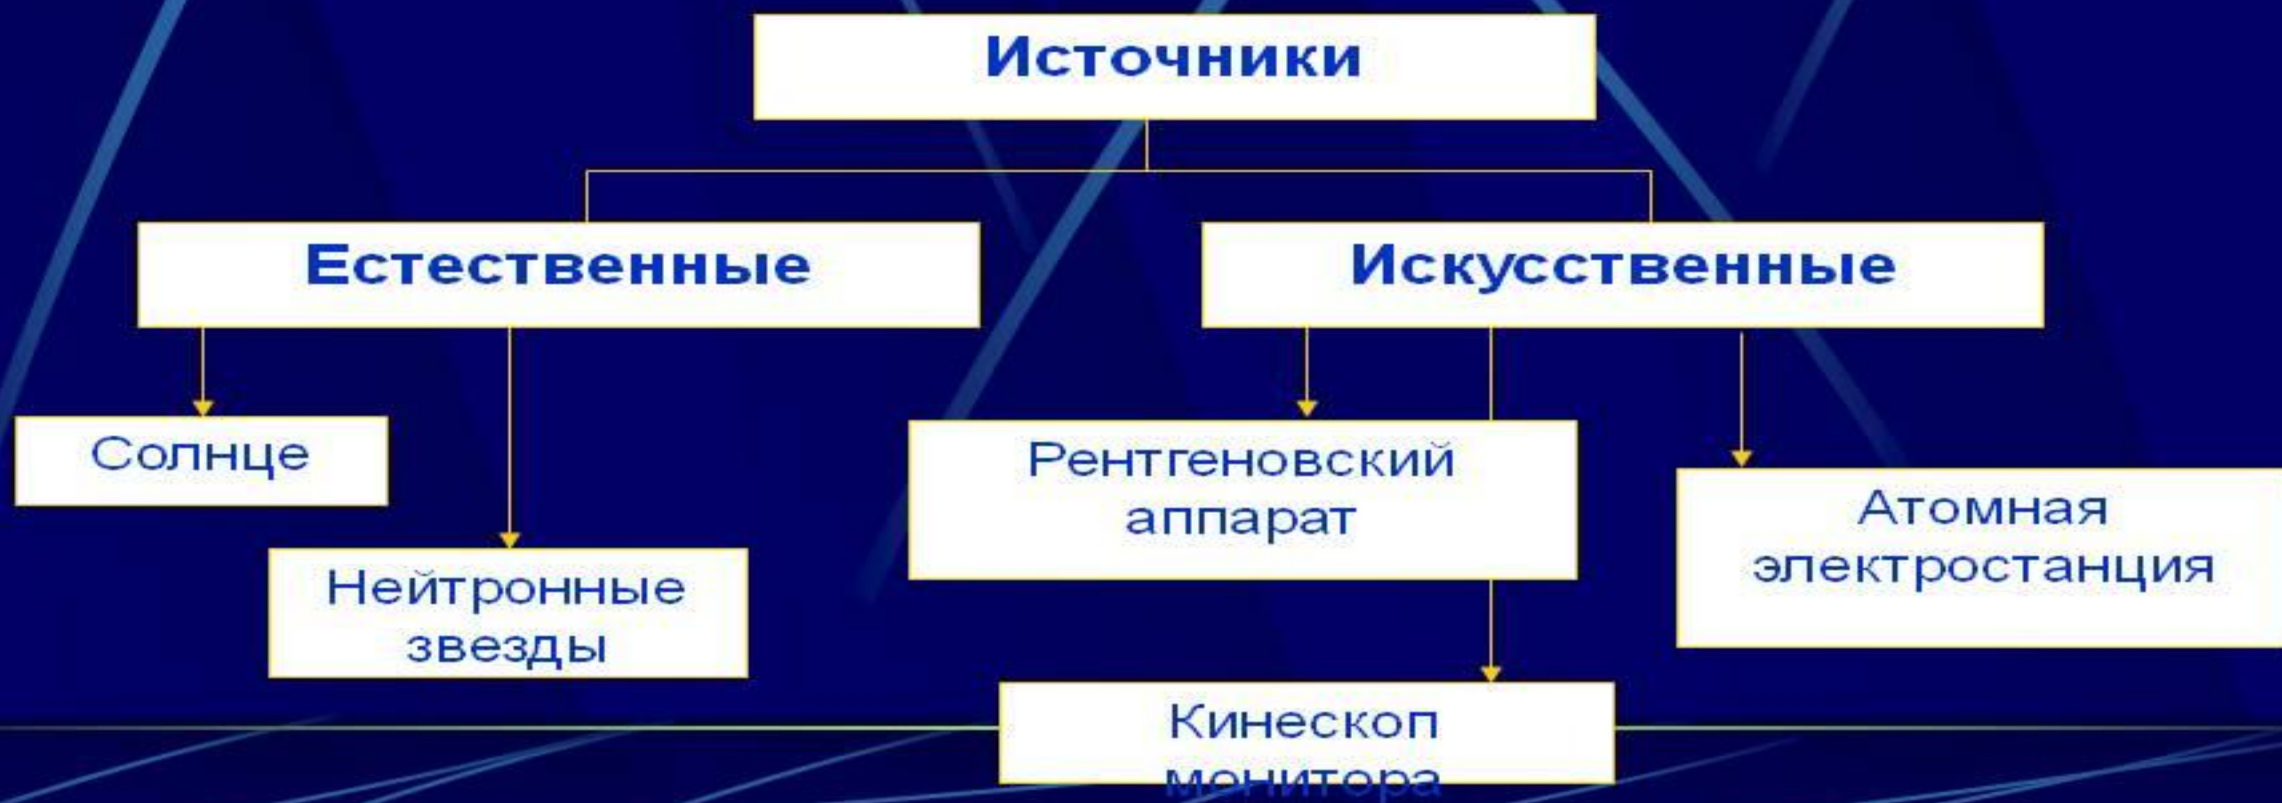 Источники
Естественные
Искусственные
Солнце
Рентгеновский
аппарат
Атомная
электростанция
Нейтронные
звезды
Кинескоп
монитора